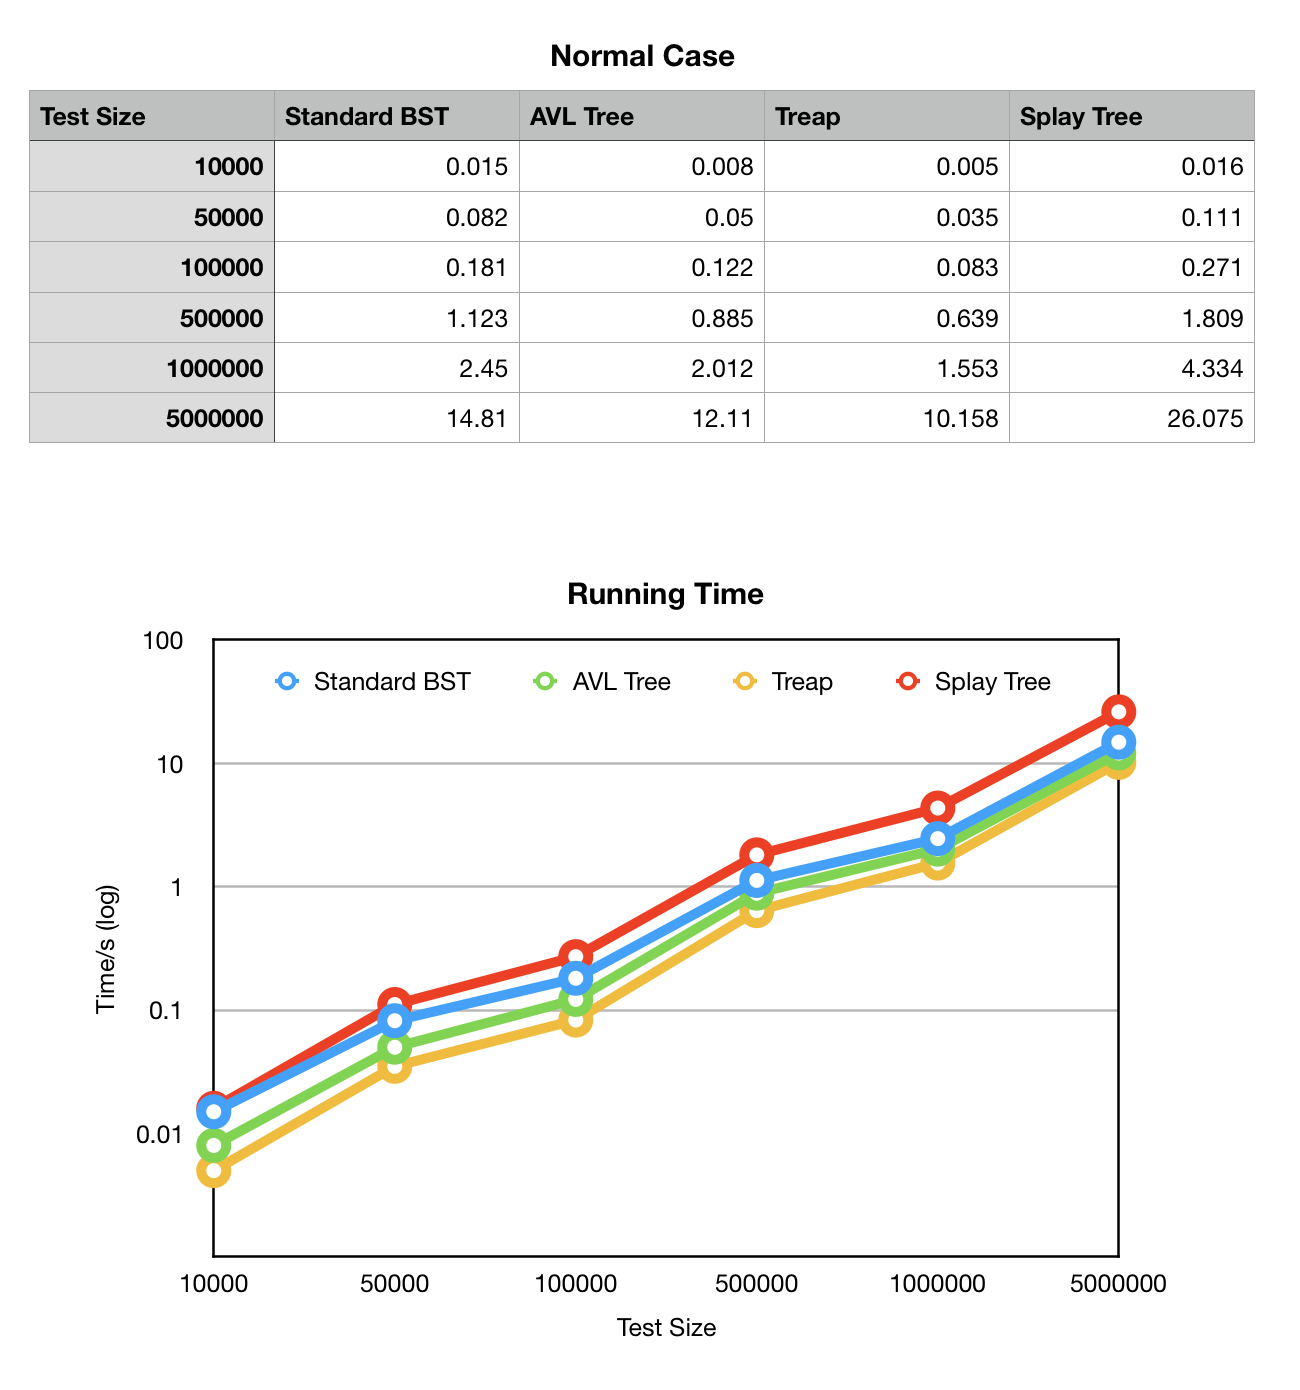 Normal Case
Test Size Standard BST AVL Tree Treap Splay Tree
10000 0.015 0.008 0.005 0.016
50000 0.082 0.05 0.035 0.111
100000 0.181 0.122 0.083 0.271
500000 1.123 0.885 0.639 1.809
1000000 2.45 2.012 1.553 4.334
5000000 14.81 12.11 10.158 26.075
Running Time
100
Standard BST AVL Tree Treap Splay Tree
10
1
Time/s (log)
0.1
0.01
10000 50000 100000 500000 1000000 5000000
Test Size